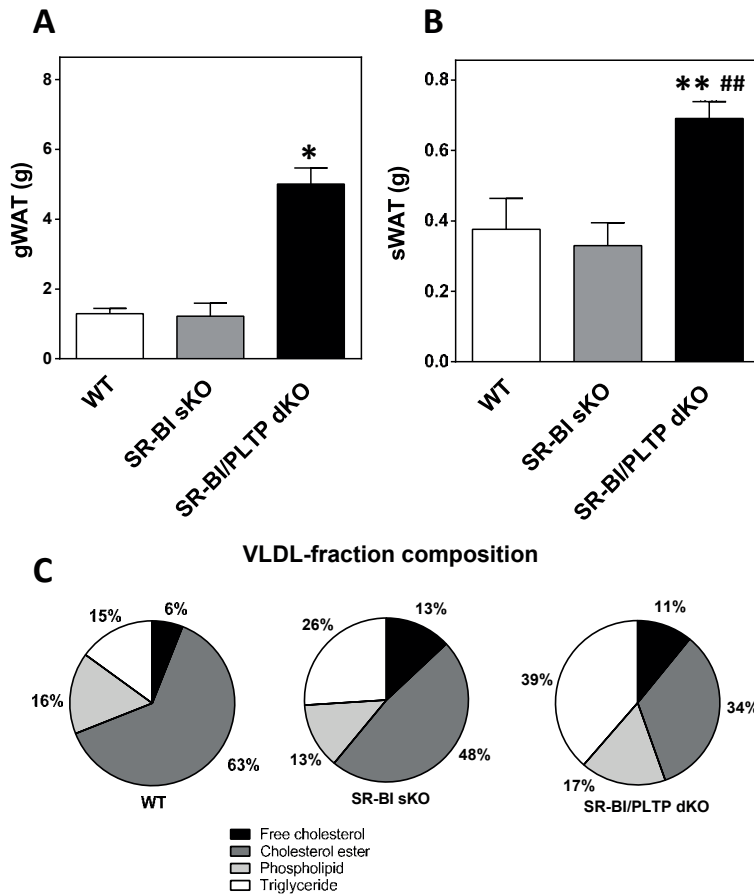 A
gWAT (g)
8
6
4
2
0
*
WT
SR-BI sKO
SR-BI/PLTP dKO
B
sWAT (g)
0.8
0.6
0.4
0.2
0.0
** ##
WT
SR-BI sKO
SR-BI/PLTP dKO
C
VLDL-fraction composition
15%
6%
16%
63%
WT
26%
13%
13%
48%
SR-BI sKO
11%
39%
34%
17%
SR-BI/PLTP dKO
Free cholesterol
Cholesterol ester
Phospholipid
Triglyceride